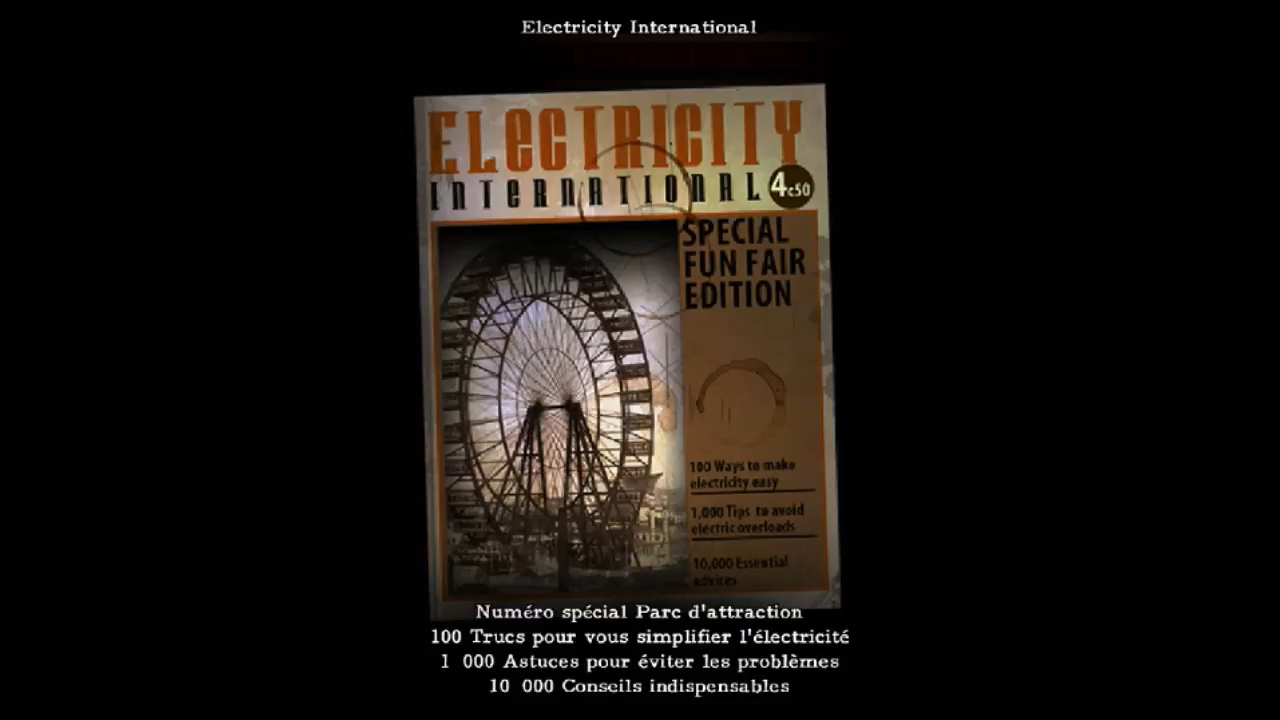 Electricity International
ELECTRICITY
INTERNATIONAL
4c50
SPECIAL
FUN FAIR
EDITION
100 Ways to make
electricity easy
1,000 Tips to avoid
electric overloads
10,000 Essential
advices
Numéro spécial Parc d'attraction
100 Trucs pour vous simplifier l'électricité
1 000 Astuces pour éviter les problèmes
10 000 Conseils indispensables